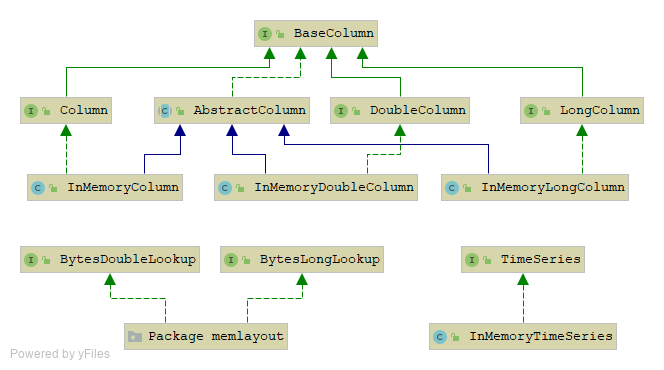 I BaseColumn
I Column
C AbstractColumn
I DoubleColumn
I LongColumn
C InMemoryColumn
C InMemoryDoubleColumn
C InMemoryLongColumn
I BytesDoubleLookup
I BytesLongLookup
I TimeSeries
Package memlayout
C InMemoryTimeSeries
Powered by yFiles